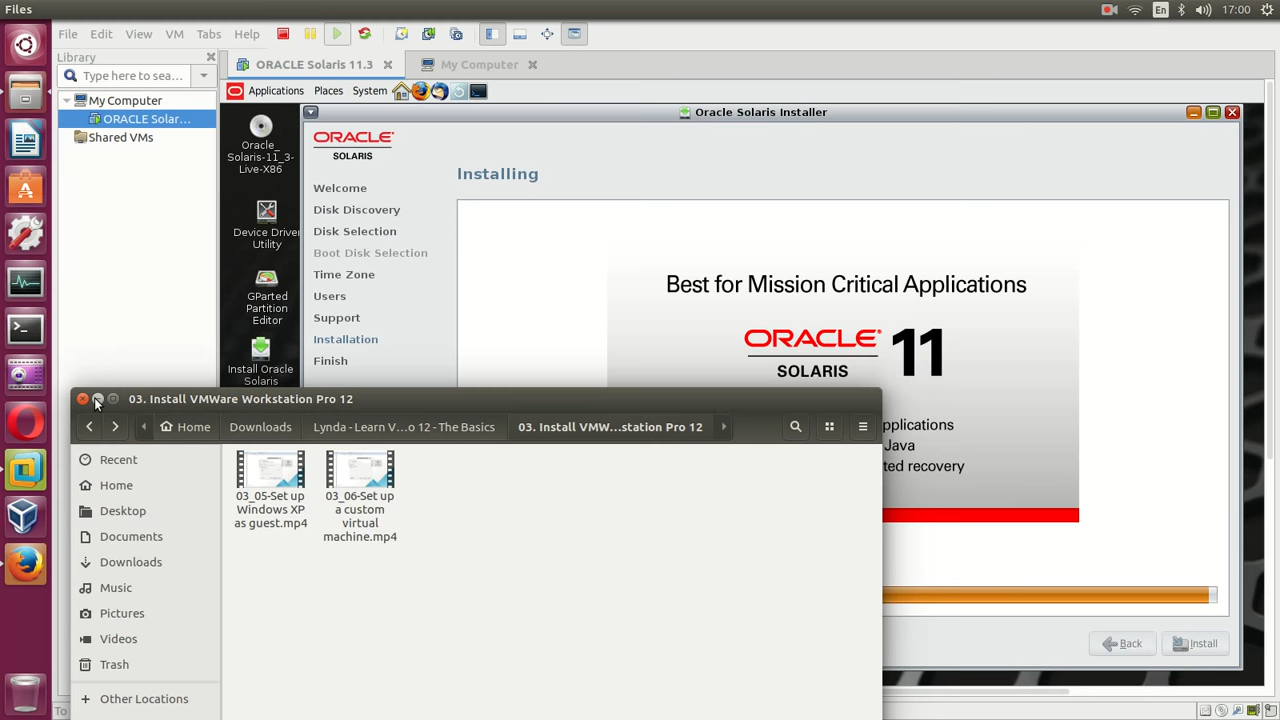 Files
En
17:00
File Edit View VM Tabs Help
Library
Type here to sea...
My Computer
ORACLE Solar...
Shared VMs
ORACLE Solaris 11.3
My Computer
Applications Places System
Oracle_
Solaris-11_3-
Live-X86
Device Driver
Utility
GParted
Partition
Editor
Install Oracle
Solaris
Oracle Solaris Installer
ORACLE
SOLARIS
Welcome
Disk Discovery
Disk Selection
Boot Disk Selection
Time Zone
Users
Support
Installation
Finish
Installing
Best for Mission Critical Applications
ORACLE 11
SOLARIS
pplications
Java
ted recovery
Back
Install
03. Install VMWare Workstation Pro 12
Home
Downloads
Lynda - Learn V...o 12 - The Basics
03. Install VMW...station Pro 12
Recent
Home
Desktop
Documents
Downloads
Music
Pictures
Videos
Trash
Other Locations
03_05-Set up
Windows XP
as guest.mp4
03_06-Set up
a custom
virtual
machine.mp4
To